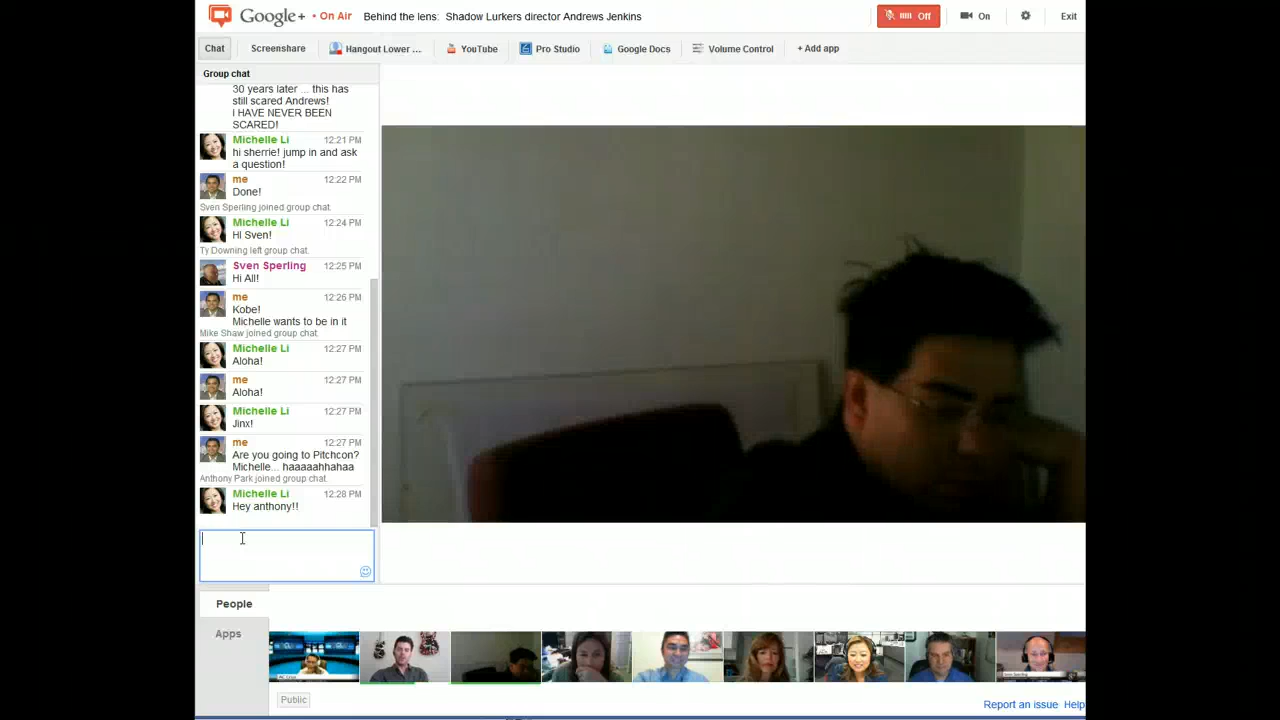 Google+ • On Air Behind the lens: Shadow Lurkers director Andrews Jenkins Off On Exit
Chat Screenshare Hangout Lower ... YouTube Pro Studio Google Docs Volume Control + Add app
Group chat
30 years later ... this has
still scared Andrews!
I HAVE NEVER BEEN
SCARED!
Michelle Li 12:21 PM
hi sherrie! jump in and ask
a question!
me 12:22 PM
Done!
Sven Sperling joined group chat.
Michelle Li 12:24 PM
HI Sven!
Ty Downing left group chat.
Sven Sperling 12:25 PM
Hi All!
me 12:26 PM
Kobe!
Michelle wants to be in it
Mike Shaw joined group chat.
Michelle Li 12:27 PM
Aloha!
me 12:27 PM
Aloha!
Michelle Li 12:27 PM
Jinx!
me 12:27 PM
Are you going to Pitchcon?
Michelle... haaaaahhahaa
Anthony Park joined group chat.
Michelle Li 12:28 PM
Hey anthony!!
People
Apps
Public
Report an issue Help